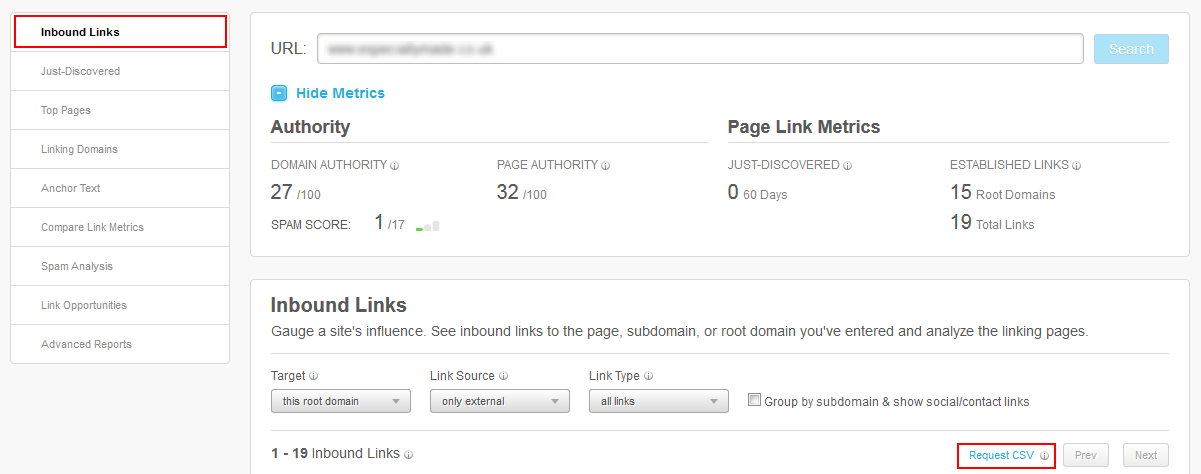 Inbound Links
Just-Discovered
Top Pages
Linking Domains
Anchor Text
Compare Link Metrics
Spam Analysis
Link Opportunities
Advanced Reports
URL:
Search
Hide Metrics
Authority
DOMAIN AUTHORITY
PAGE AUTHORITY
27 /100
32 /100
SPAM SCORE: 1 /17
Page Link Metrics
JUST-DISCOVERED
ESTABLISHED LINKS
0 60 Days
15 Root Domains
19 Total Links
Inbound Links
Gauge a site's influence. See inbound links to the page, subdomain, or root domain you've entered and analyze the linking pages.
Target
Link Source
Link Type
this root domain
only external
all links
Group by subdomain & show social/contact links
1 - 19 Inbound Links
Request CSV
Prev
Next